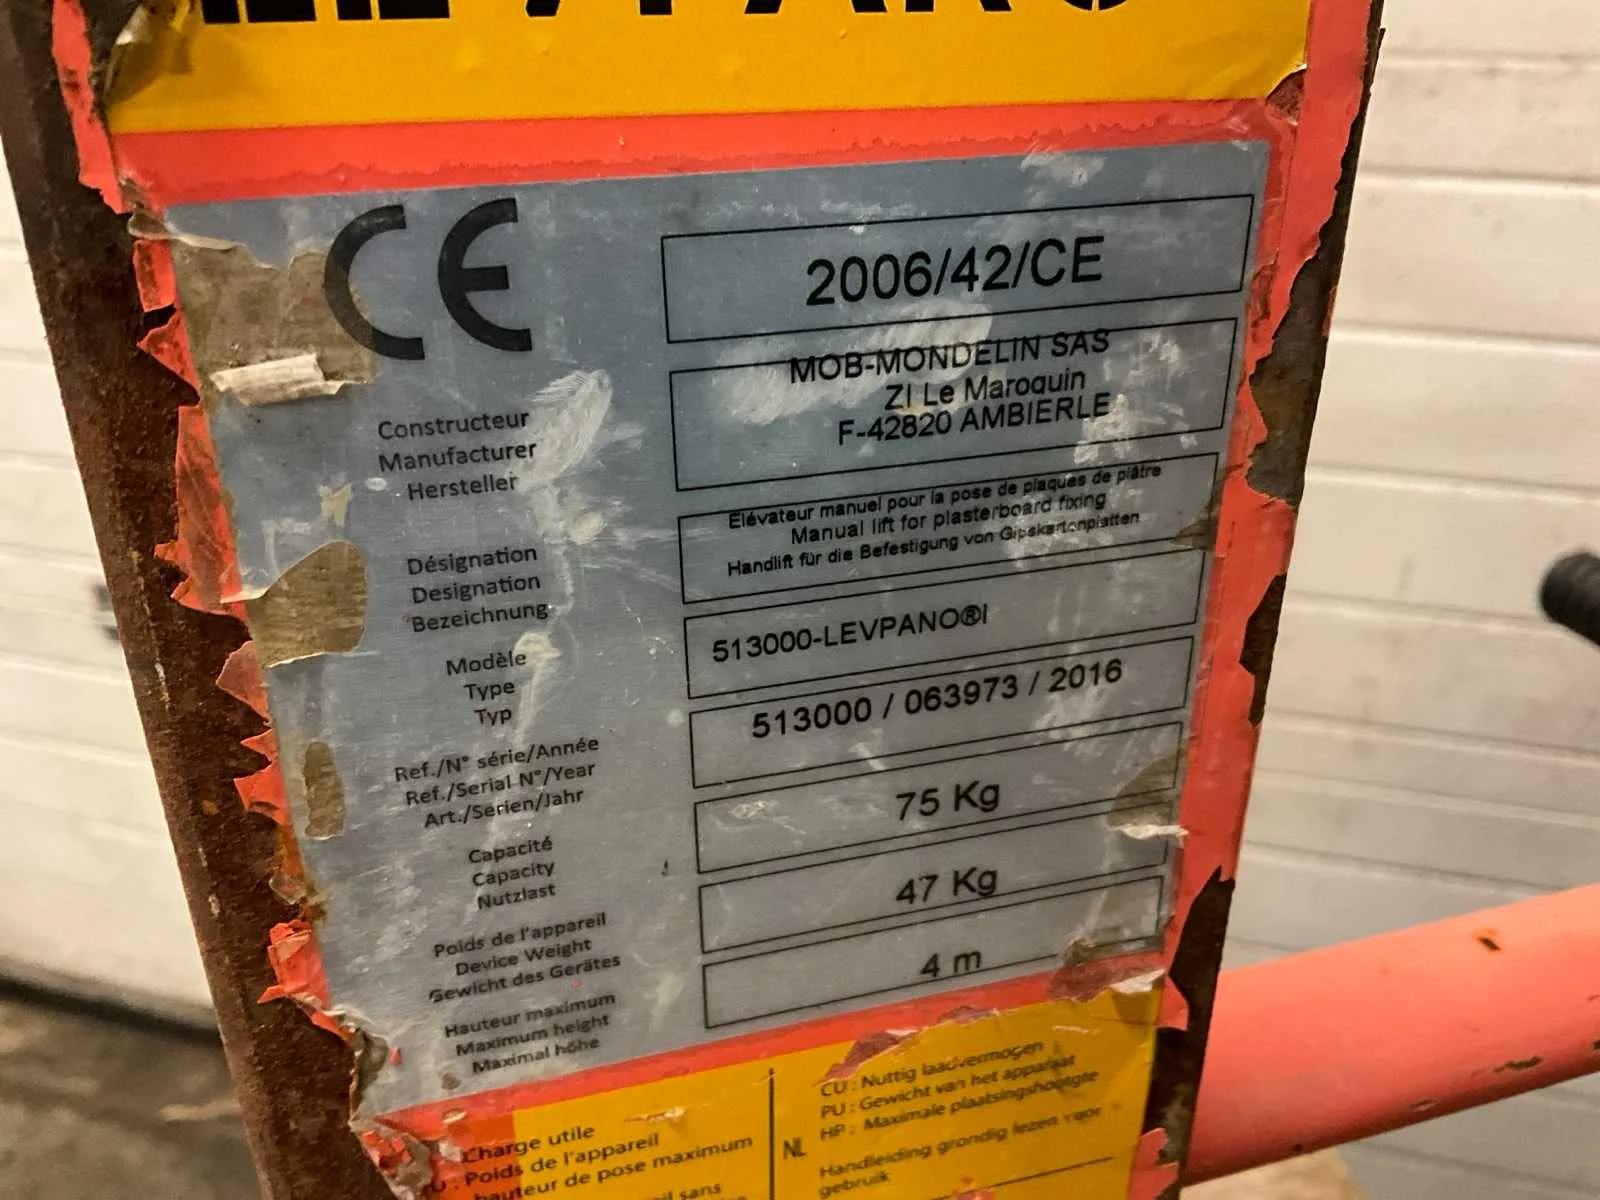 CE
2006/42/CE
Constructeur
Manufacturer
Hersteller
MOB-MONDELIN SAS
ZI Le Maroquin
F-42820 AMBIERLE
Désignation
Designation
Bezeichnung
Elévateur manuel pour la pose de plaques de plâtre
Manual lift for plasterboard fixing
Handlift für die Befestigung von Gipskartonplatten
Modèle
Type
Typ
513000-LEVPANO®I
Ref./N° série/Année
Ref./Serial N°/Year
Art./Serien/Jahr
513000 / 063973 / 2016
Capacité
Capacity
Nutzlast
75 Kg
Poids de l'appareil
Device Weight
Gewicht des Gerätes
47 Kg
Hauteur maximum
Maximum height
Maximal höhe
4 m
Charge utile
: Poids de l'appareil
hauteur de pose maximum
sans
NL
CU : Nuttig laadvermogen
PU : Gewicht van het apparaat
HP : Maximale plaatsingshoogte
Handleiding grondig lezen voor
gebruik